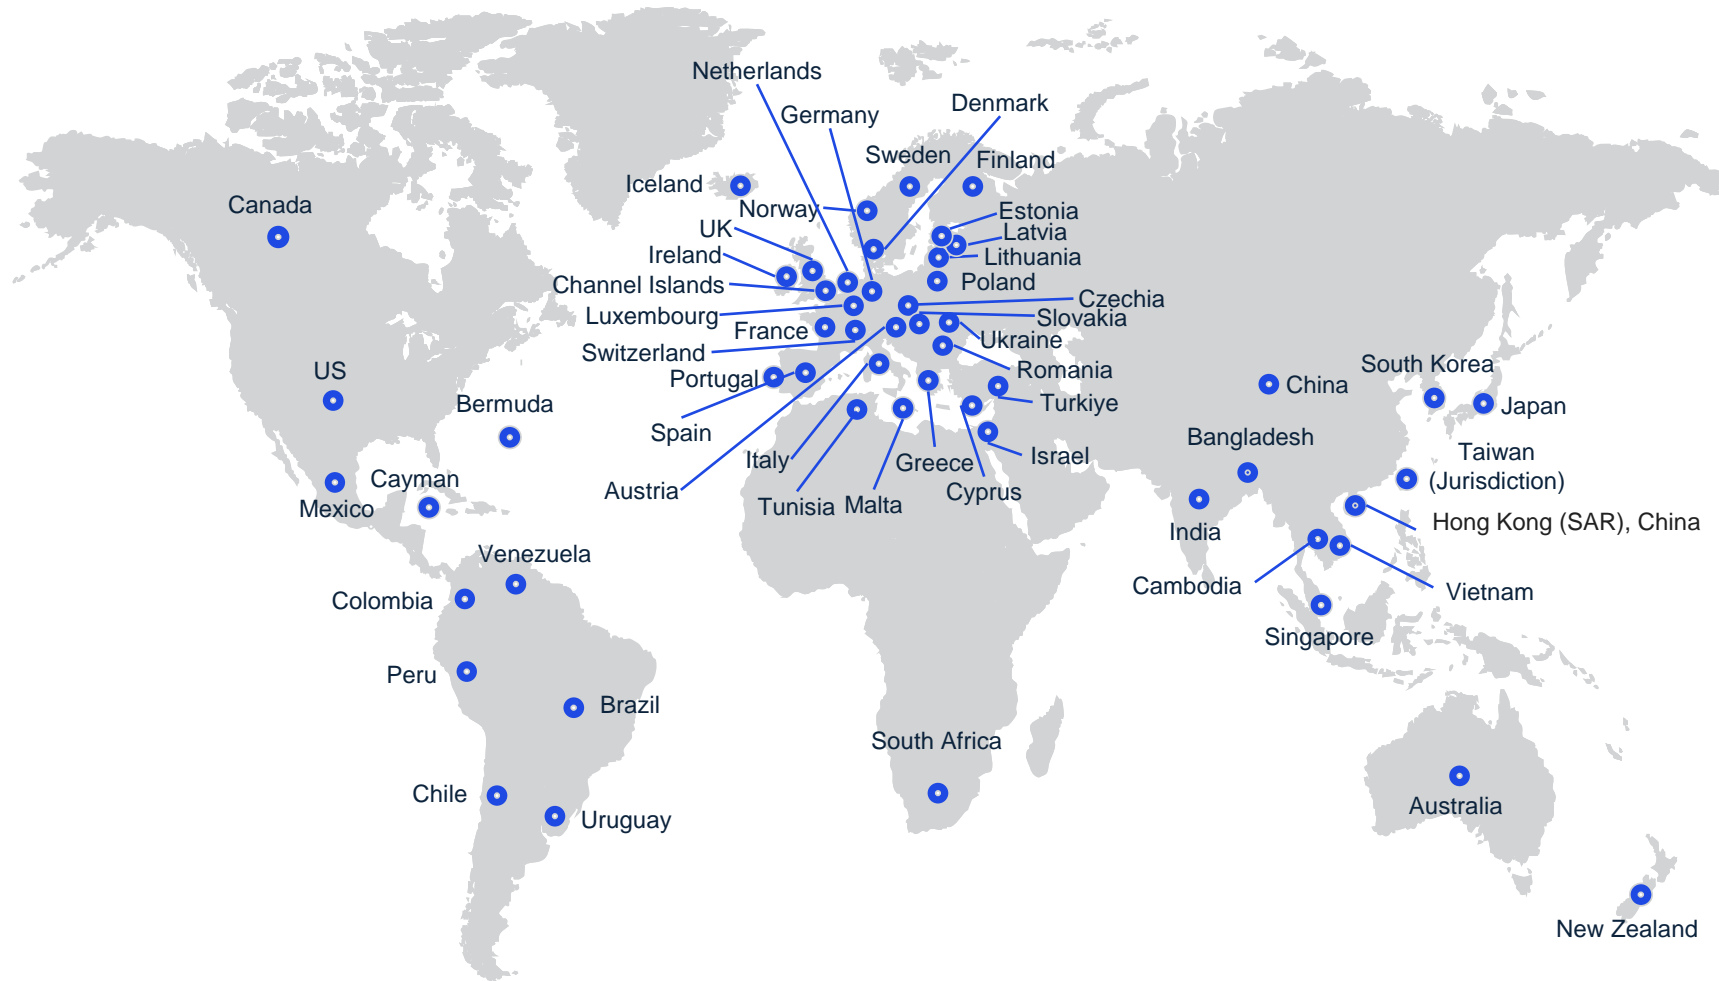 Netherlands
Germany
Denmark
Sweden
Finland
Iceland
Norway
Canada
UK
Estonia
Latvia
Ireland
Lithuania
Channel Islands
Poland
Czechia
Luxembourg
Slovakia
France
Ukraine
Switzerland
Romania
Portugal
Turkiye
US
Bermuda
Spain
Italy
Greece
Israel
Austria
Tunisia
Malta
Cyprus
South Korea
China
Japan
Bangladesh
Taiwan
(Jurisdiction)
Cayman
Mexico
India
Hong Kong (SAR), China
Venezuela
Cambodia
Vietnam
Colombia
Singapore
Peru
Brazil
South Africa
Chile
Uruguay
Australia
New Zealand